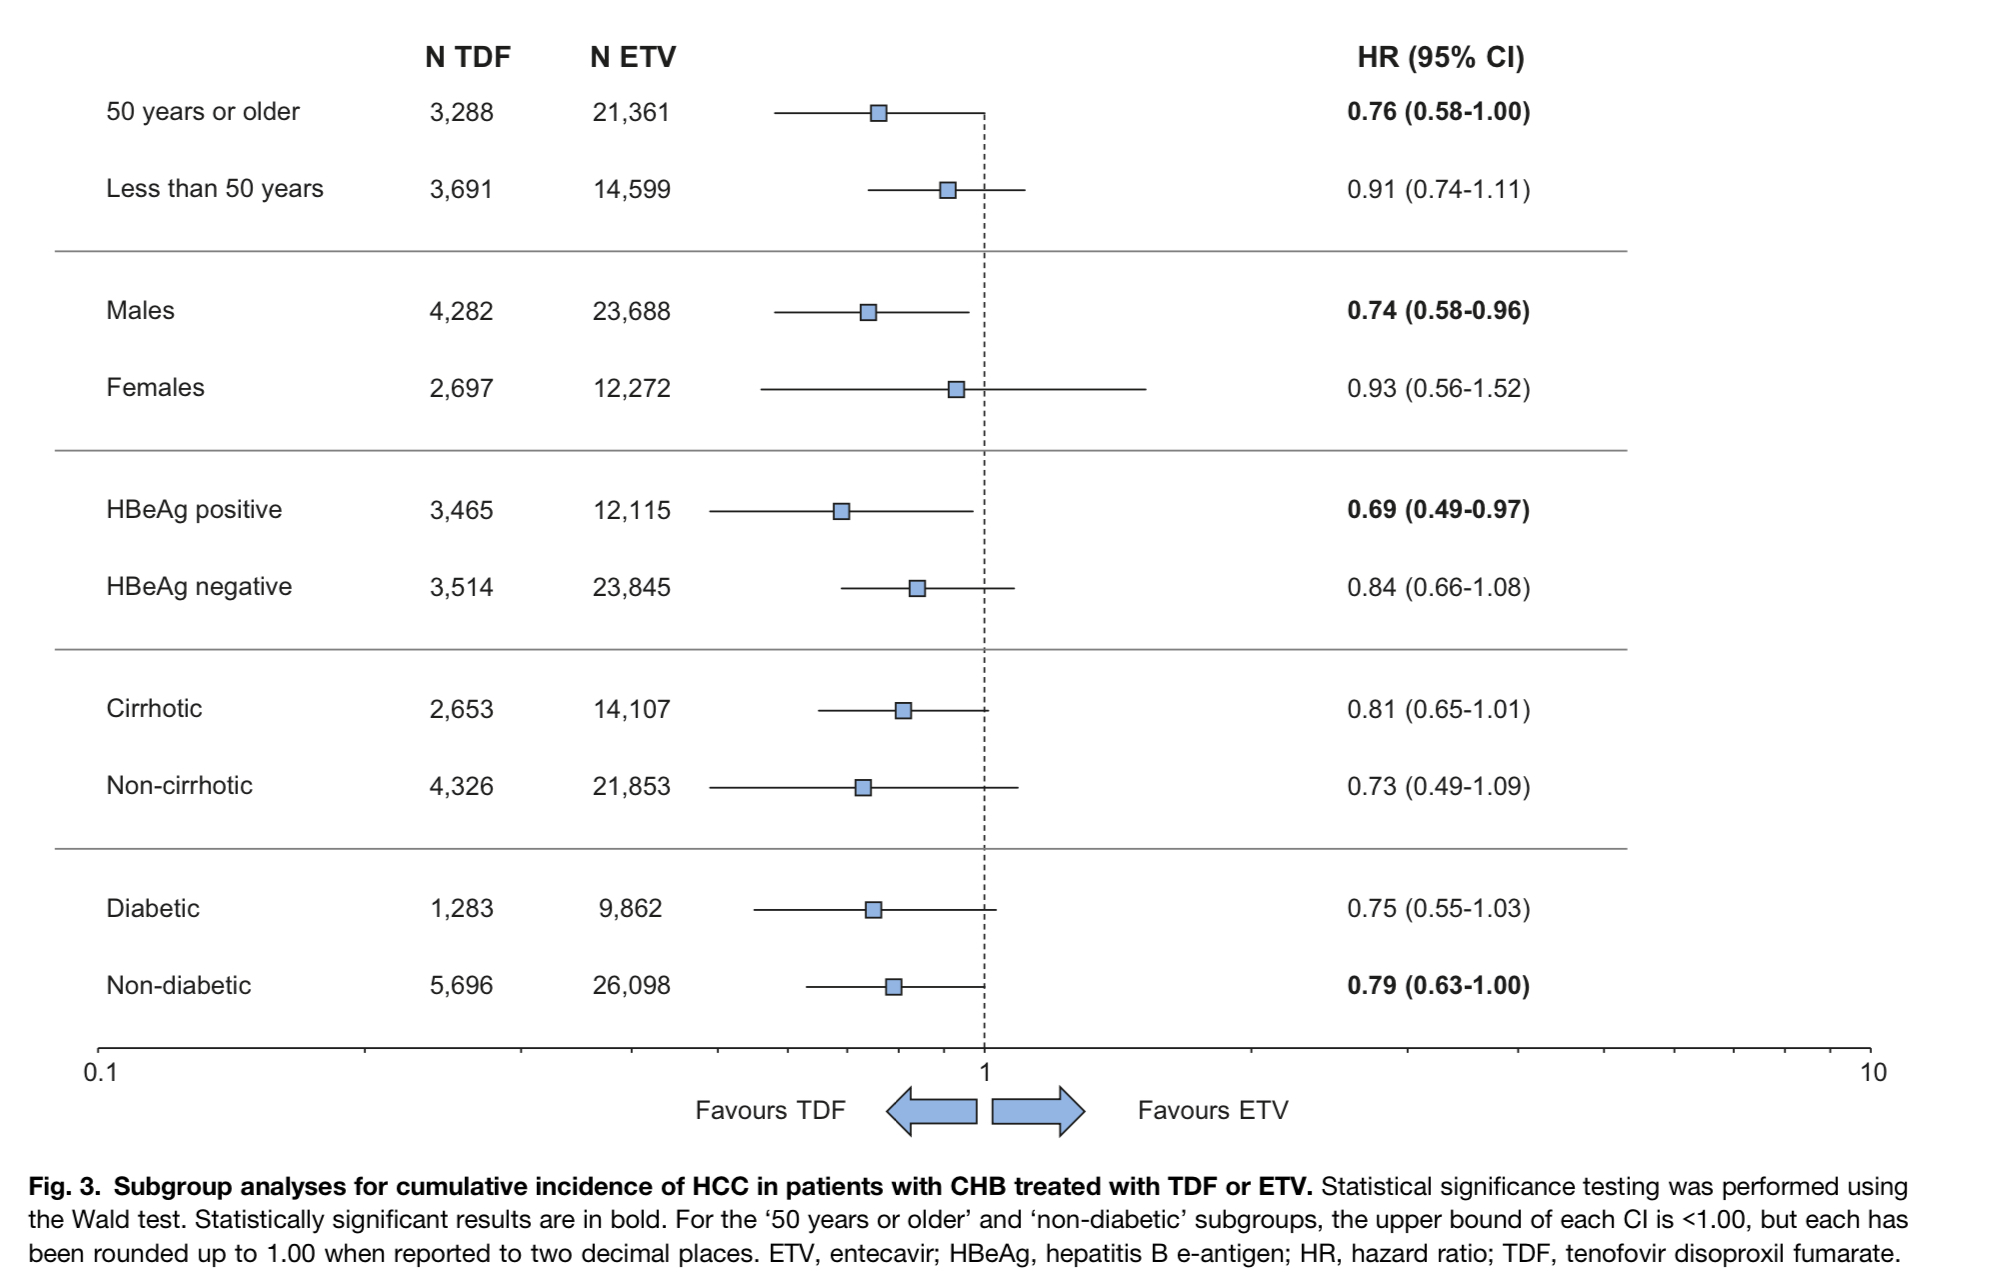 N TDF N ETV HR (95% CI)
50 years or older 3,288 21,361 0.76 (0.58-1.00)
Less than 50 years 3,691 14,599 0.91 (0.74-1.11)
Males 4,282 23,688 0.74 (0.58-0.96)
Females 2,697 12,272 0.93 (0.56-1.52)
HBeAg positive 3,465 12,115 0.69 (0.49-0.97)
HBeAg negative 3,514 23,845 0.84 (0.66-1.08)
Cirrhotic 2,653 14,107 0.81 (0.65-1.01)
Non-cirrhotic 4,326 21,853 0.73 (0.49-1.09)
Diabetic 1,283 9,862 0.75 (0.55-1.03)
Non-diabetic 5,696 26,098 0.79 (0.63-1.00)
0.1 1 10
Favours TDF Favours ETV
Fig. 3. Subgroup analyses for cumulative incidence of HCC in patients with CHB treated with TDF or ETV. Statistical significance testing was performed using
the Wald test. Statistically significant results are in bold. For the ‘50 years or older’ and ‘non-diabetic’ subgroups, the upper bound of each CI is <1.00, but each has
been rounded up to 1.00 when reported to two decimal places. ETV, entecavir; HBeAg, hepatitis B e-antigen; HR, hazard ratio; TDF, tenofovir disoproxil fumarate.